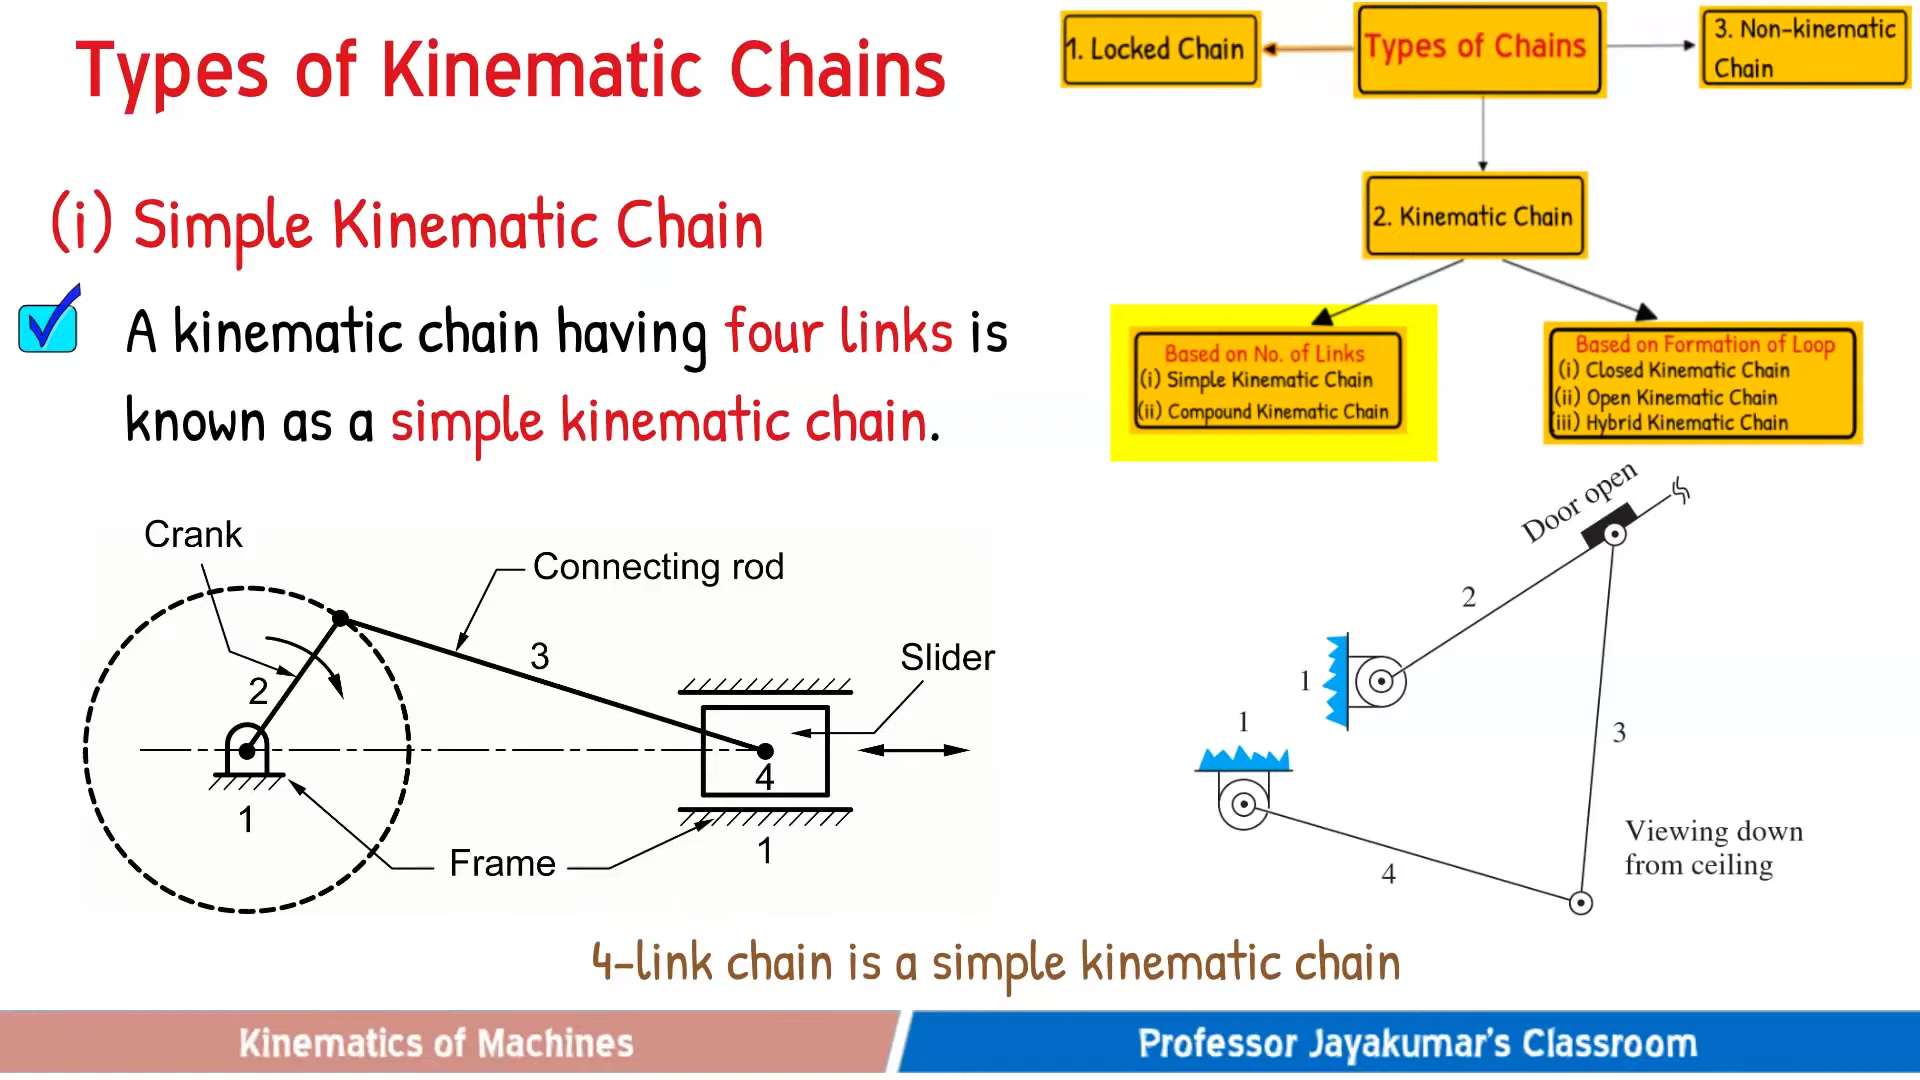 Types of Kinematic Chains
(i) Simple Kinematic Chain
A kinematic chain having four links is
known as a simple kinematic chain.
1. Locked Chain
Types of Chains
3. Non-kinematic
Chain
2. Kinematic Chain
Based on No. of Links
(i) Simple Kinematic Chain
(ii) Compound Kinematic Chain
Based on Formation of Loop
(i) Closed Kinematic Chain
(ii) Open Kinematic Chain
(iii) Hybrid Kinematic Chain
Crank
Connecting rod
3
Slider
2
4
1
Frame
1
Door open
2
1
1
3
Viewing down
from ceiling
4
4-link chain is a simple kinematic chain
Kinematics of Machines
Professor Jayakumar's Classroom